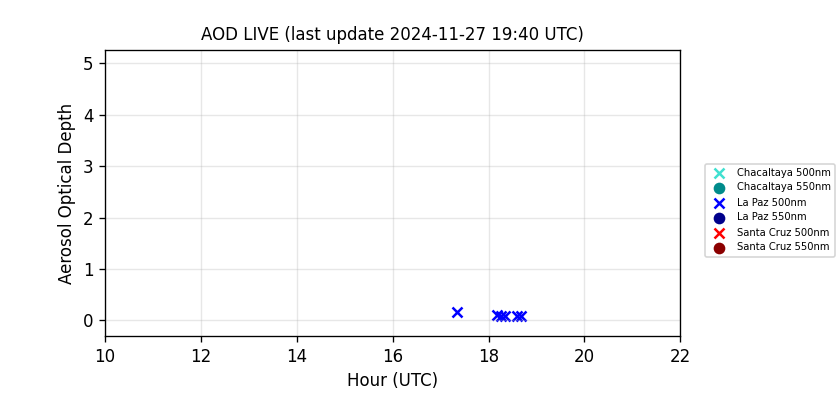 AOD LIVE (last update 2024-11-27 19:40 UTC)
Aerosol Optical Depth
5
4
3
2
1
0
10 12 14 16 18 20 22
Hour (UTC)
Chacaltaya 500nm
Chacaltaya 550nm
La Paz 500nm
La Paz 550nm
Santa Cruz 500nm
Santa Cruz 550nm